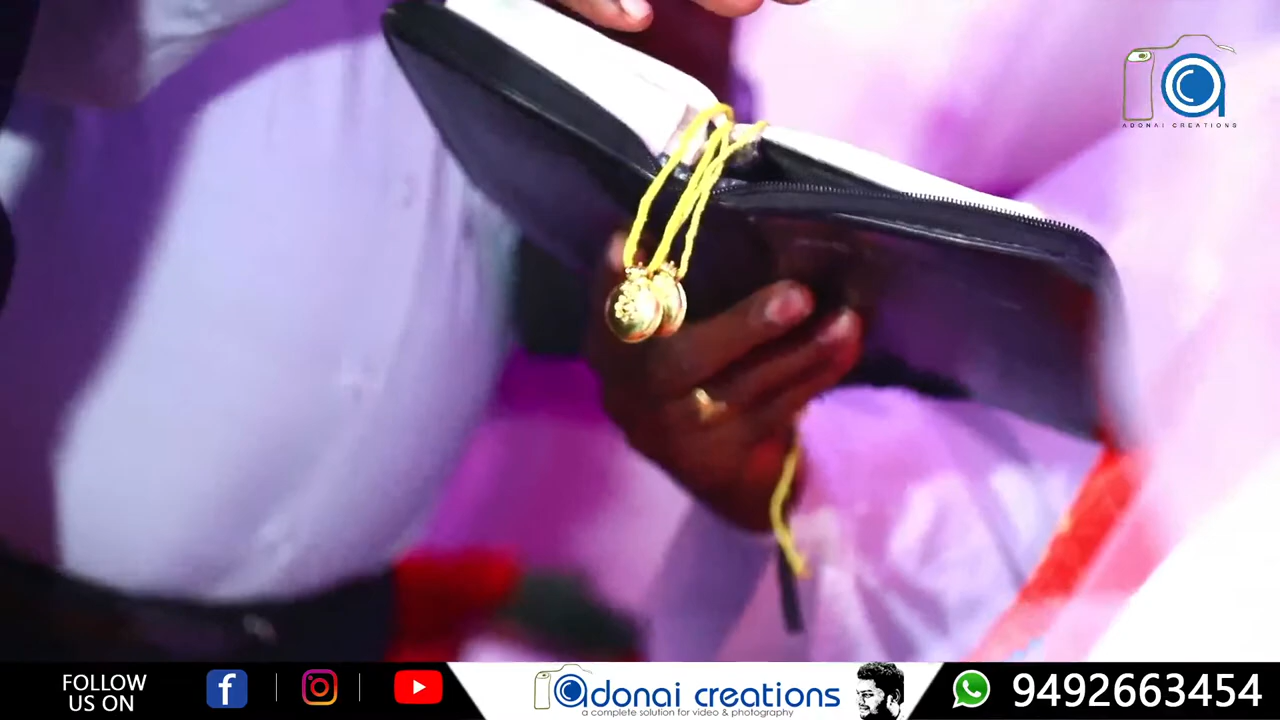 ADONAI CREATIONS
FOLLOW
US ON
adonai creations
a complete solution for video & photography
9492663454